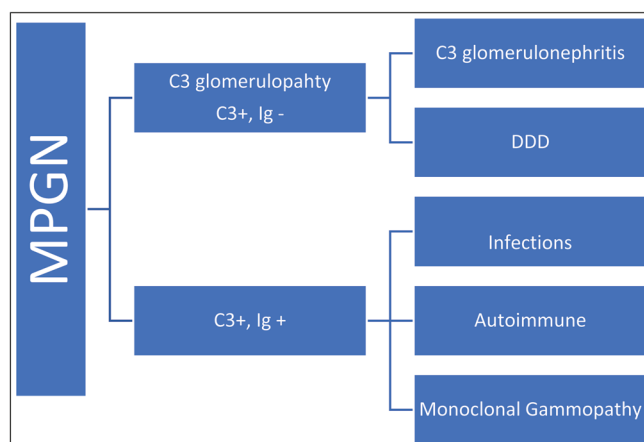 MPGN
C3 glomerulopahty
C3+, Ig -
C3 glomerulonephritis
DDD
C3+, Ig +
Infections
Autoimmune
Monoclonal Gammopathy